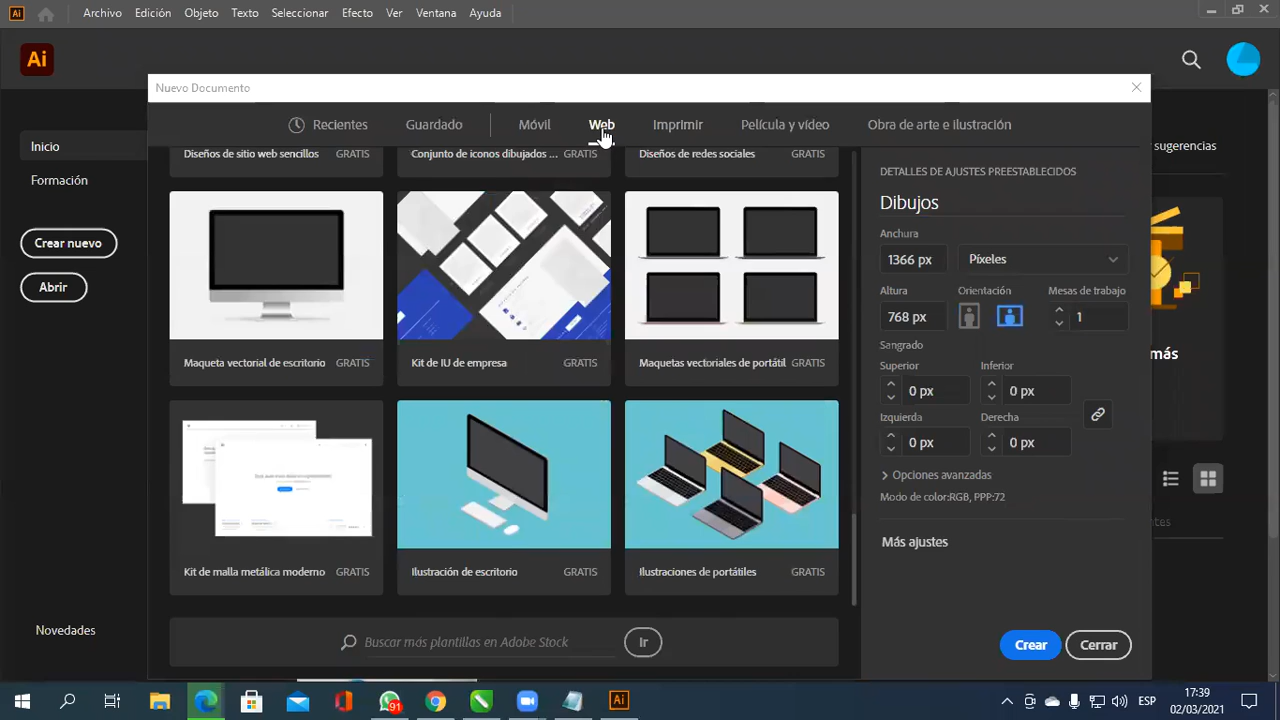 Ai Archivo Edición Objeto Texto Seleccionar Efecto Ver Ventana Ayuda
Ai
Nuevo Documento
Recientes Guardado Móvil Web Imprimir Película y vídeo Obra de arte e ilustración
Inicio
Formación
Crear nuevo
Abrir
Novedades
sugerencias
más
Diseños de sitio web sencillos GRATIS
Conjunto de iconos dibujados ... GRATIS
Diseños de redes sociales GRATIS
Maqueta vectorial de escritorio GRATIS
Kit de IU de empresa GRATIS
Maquetas vectoriales de portátil GRATIS
Kit de malla metálica moderno GRATIS
Ilustración de escritorio GRATIS
Ilustraciones de portátiles GRATIS
Buscar más plantillas en Adobe Stock Ir
DETALLES DE AJUSTES PREESTABLECIDOS
Dibujos
Anchura
1366 px Píxeles
Altura Orientación Mesas de trabajo
768 px 1
Sangrado
Superior Inferior
0 px 0 px
Izquierda Derecha
0 px 0 px
Opciones avanzadas
Modo de color:RGB, PPP:72
Más ajustes
Crear Cerrar
91
Ai
ESP
17:39
02/03/2021